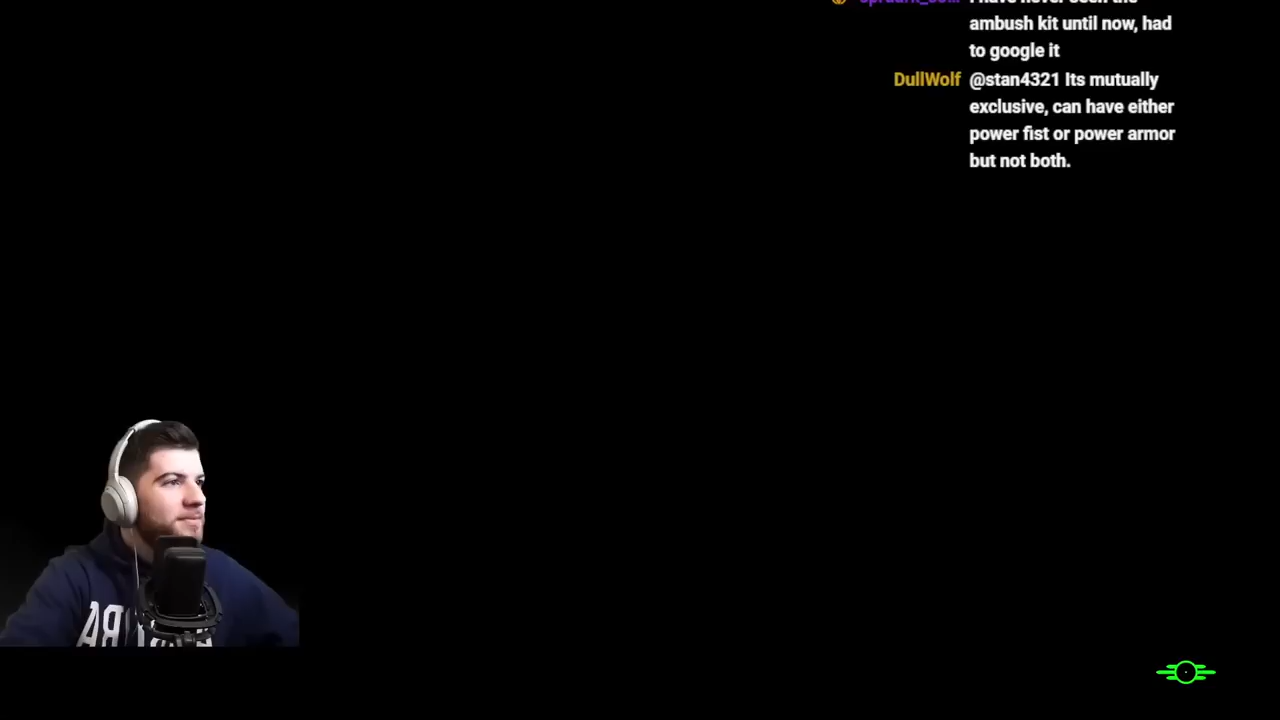 ambush kit until now, had
to google it
DullWolf @stan4321 Its mutually
exclusive, can have either
power fist or power armor
but not both.